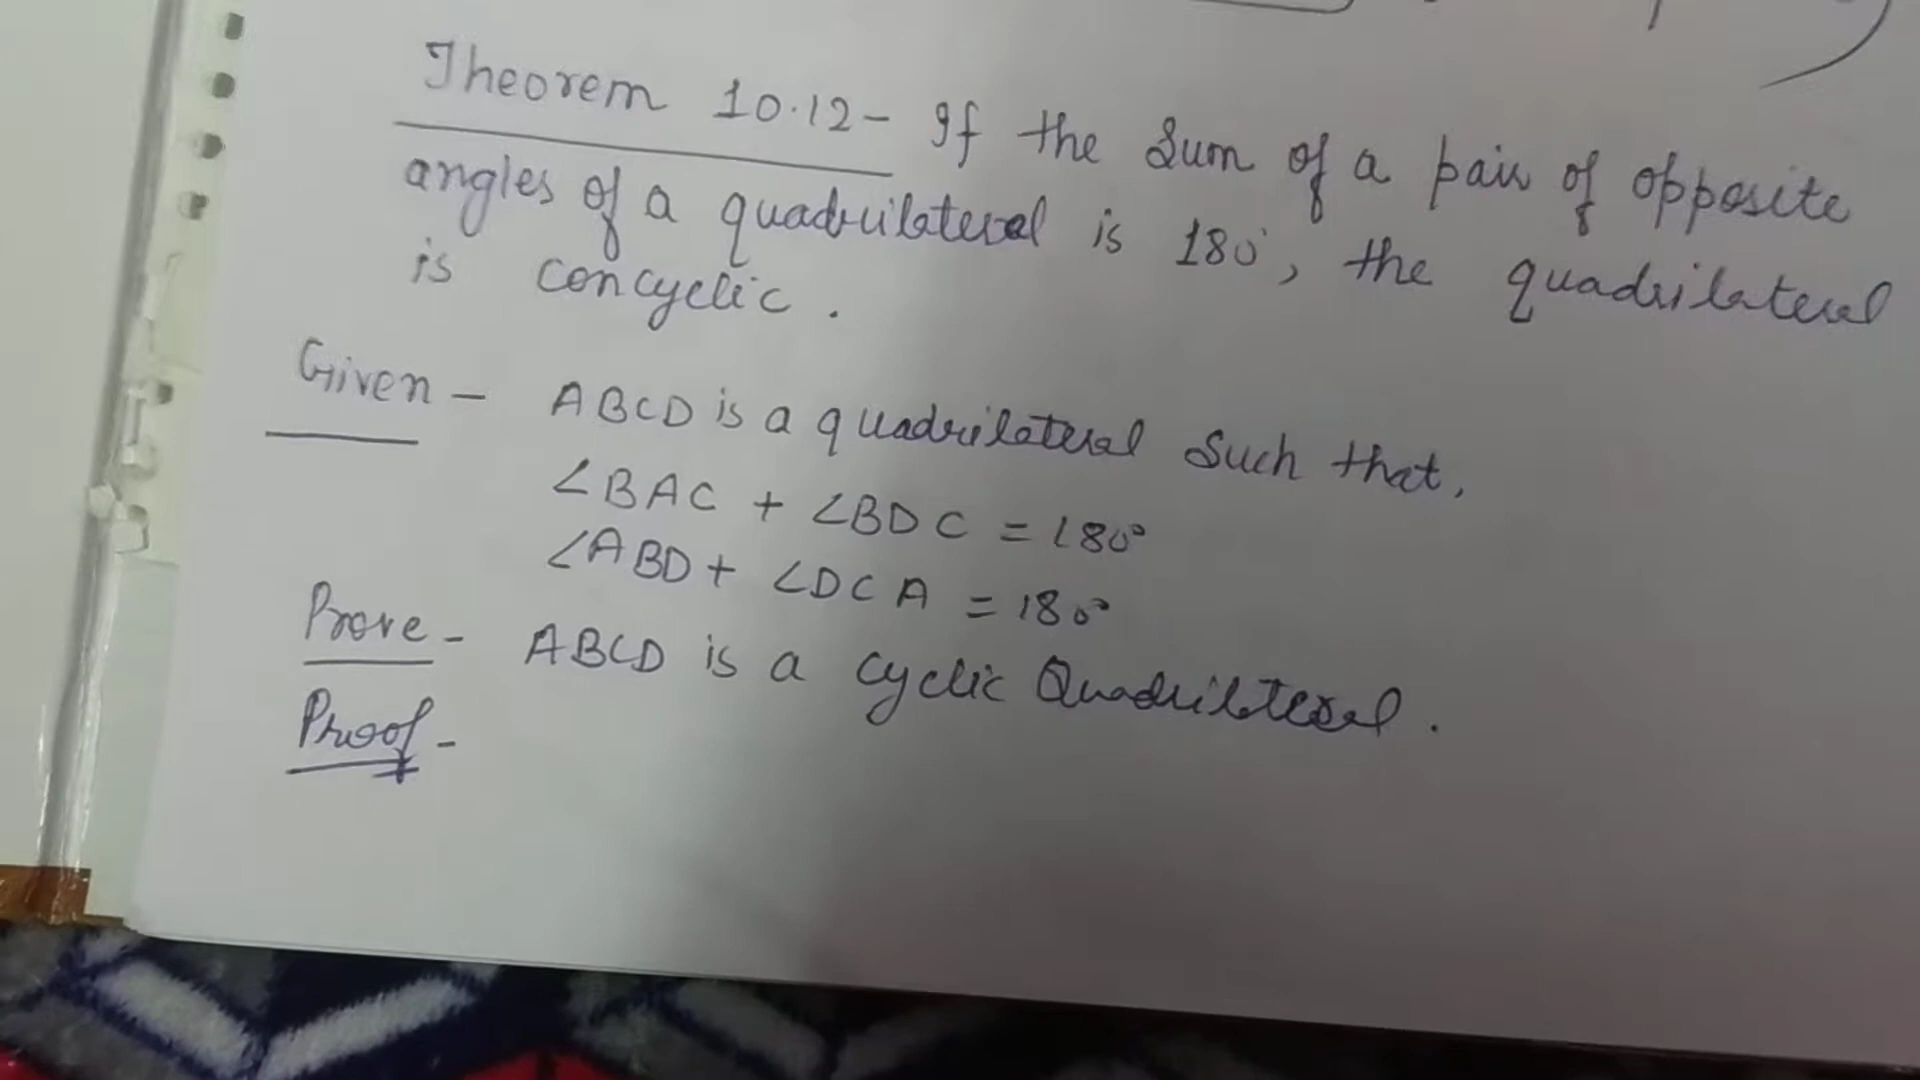 Theorem 10.12- If the Sum of a pair of opposite
angles of a quadrilateral is 180°, the quadrilateral
is concyclic.
Given - ABCD is a quadrilateral Such that,
∠BAC + ∠BDC = 180°
∠ABD + ∠DCA = 180°
Prove - ABCD is a cyclic Quadrilateral.
Proof -